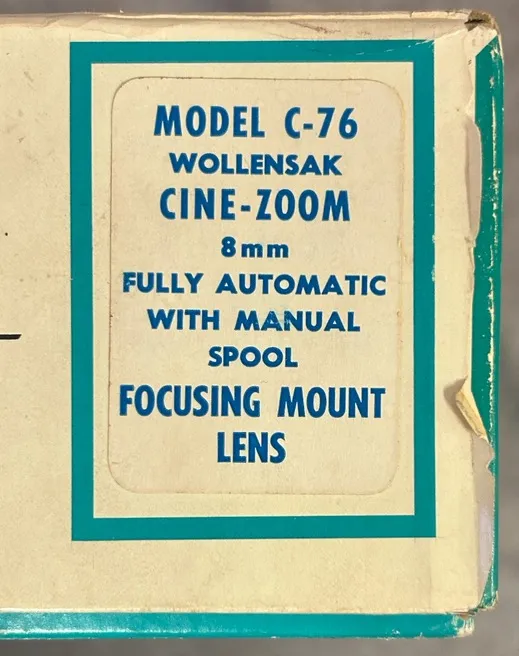 MODEL C-76
WOLLENSAK
CINE-ZOOM
8mm
FULLY AUTOMATIC
WITH MANUAL
SPOOL
FOCUSING MOUNT
LENS